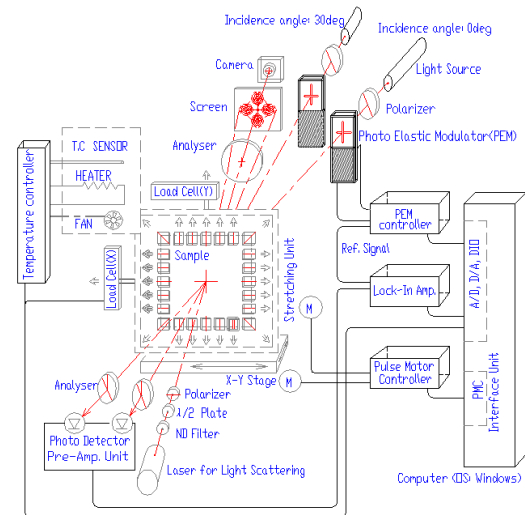 Incidence angle: 30deg
Incidence angle: 0deg
Camera
Light Source
Screen
Polarizer
Photo Elastic Modulator(PEM)
Analyser
T.C SENSOR
HEATER
FAN
Temperature controller
Load Cell(Y)
Load Cell(X)
Sample
Stretching Unit
PEM
controller
Ref. Signal
Lock-In Amp.
A/D, D/A, DIO
M
X-Y Stage
M
Pulse Motor
Controller
PMC
Interface Unit
Analyser
Polarizer
λ/2 Plate
ND Filter
Photo Detector
Pre-Amp. Unit
Laser for Light Scattering
Computer (OS: Windows)